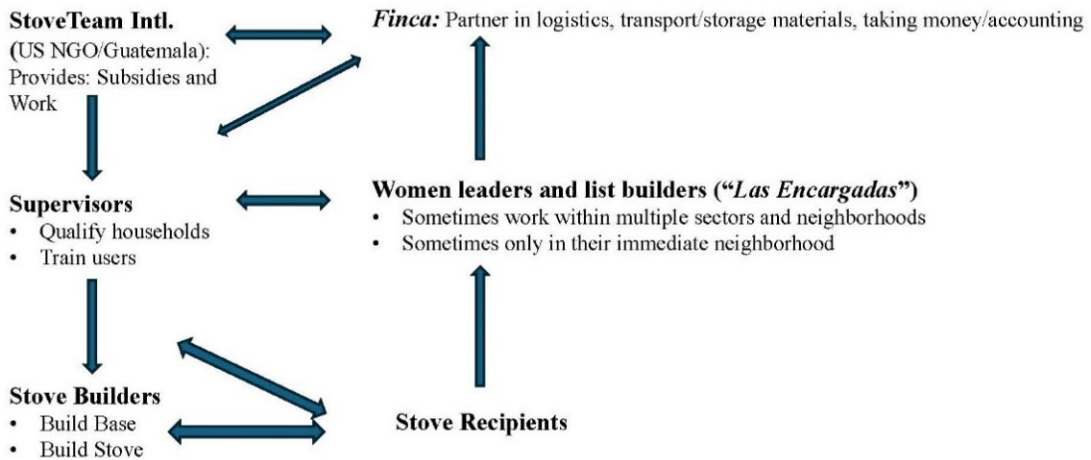 StoveTeam Intl.
(US NGO/Guatemala):
Provides: Subsidies and
Work
Finca: Partner in logistics, transport/storage materials, taking money/accounting
Supervisors
• Qualify households
• Train users
Women leaders and list builders (“Las Encargadas”)
• Sometimes work within multiple sectors and neighborhoods
• Sometimes only in their immediate neighborhood
Stove Builders
• Build Base
• Build Stove
Stove Recipients